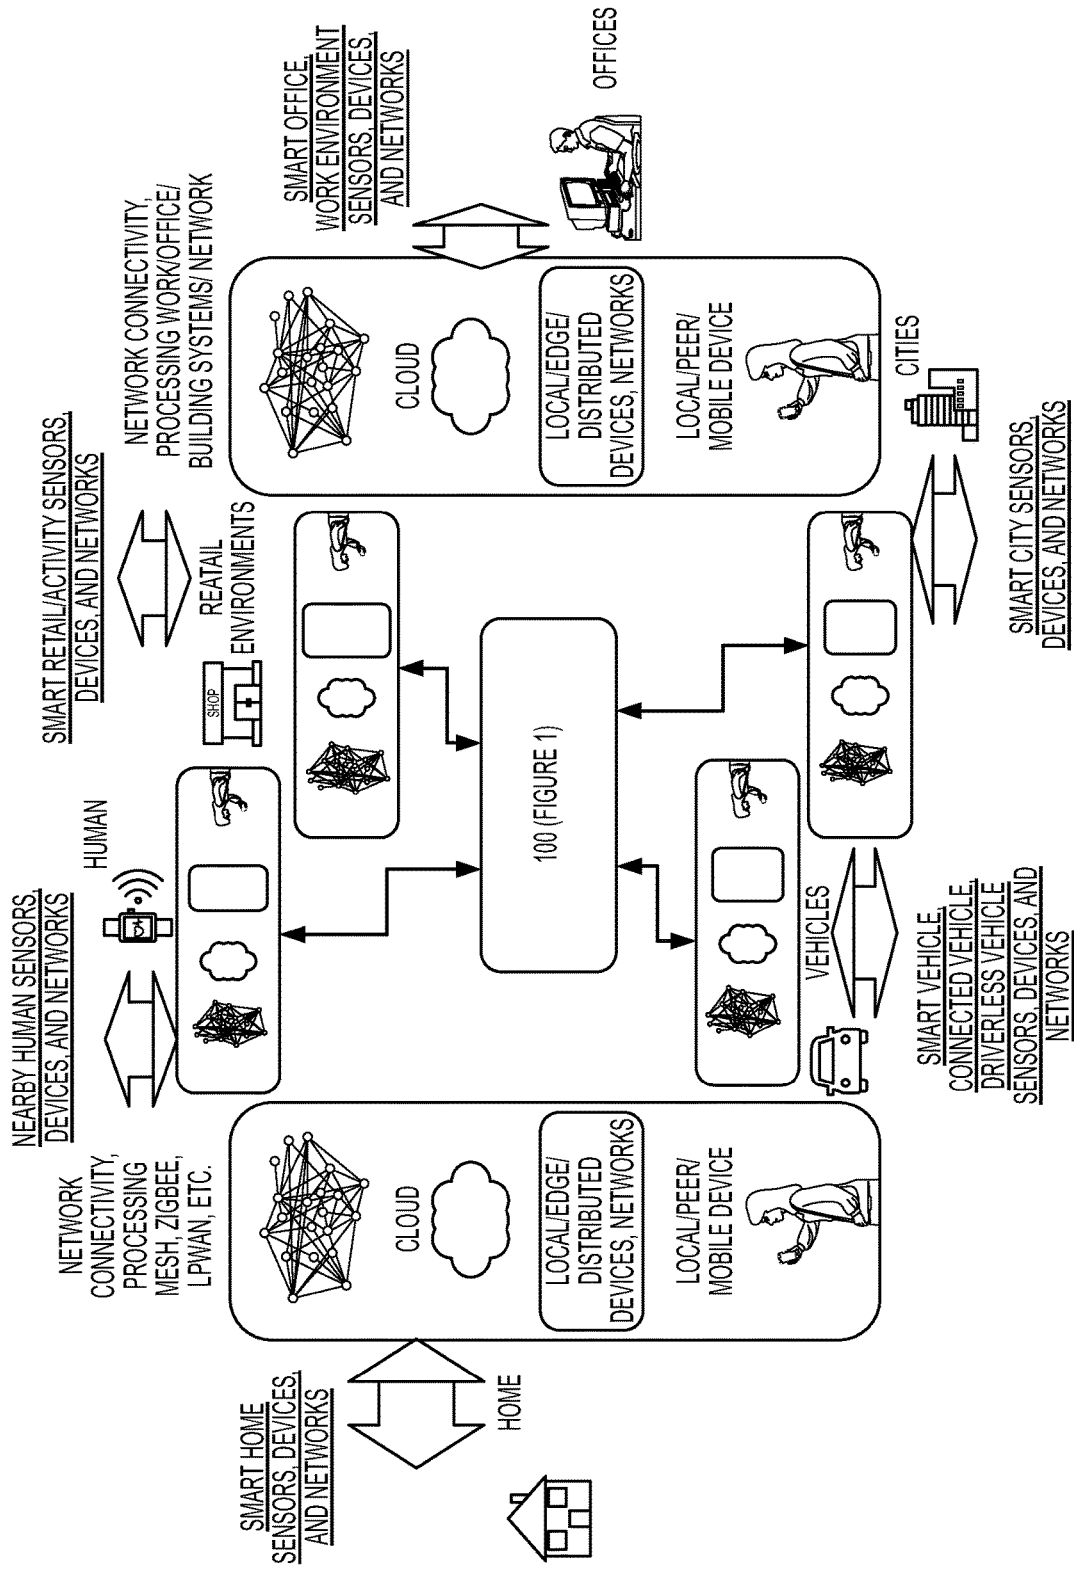 SMART HOME
SENSORS, DEVICES,
AND NETWORKS
HOME
NETWORK
CONNECTIVITY,
PROCESSING
MESH, ZIGBEE,
LPWAN, ETC.
CLOUD
LOCAL/EDGE/
DISTRIBUTED
DEVICES, NETWORKS
LOCAL/PEER/
MOBILE DEVICE
NEARBY HUMAN SENSORS,
DEVICES, AND NETWORKS
HUMAN
SMART RETAIL/ACTIVITY SENSORS,
DEVICES, AND NETWORKS
SHOP
REATAIL
ENVIRONMENTS
100 (FIGURE 1)
VEHICLES
SMART VEHICLE,
CONNECTED VEHICLE,
DRIVERLESS VEHICLE
SENSORS, DEVICES, AND
NETWORKS
CITIES
SMART CITY SENSORS,
DEVICES, AND NETWORKS
NETWORK CONNECTIVITY,
PROCESSING WORK/OFFICE/
BUILDING SYSTEMS/ NETWORK
CLOUD
LOCAL/EDGE/
DISTRIBUTED
DEVICES, NETWORKS
LOCAL/PEER/
MOBILE DEVICE
SMART OFFICE,
WORK ENVIRONMENT
SENSORS, DEVICES,
AND NETWORKS
OFFICES